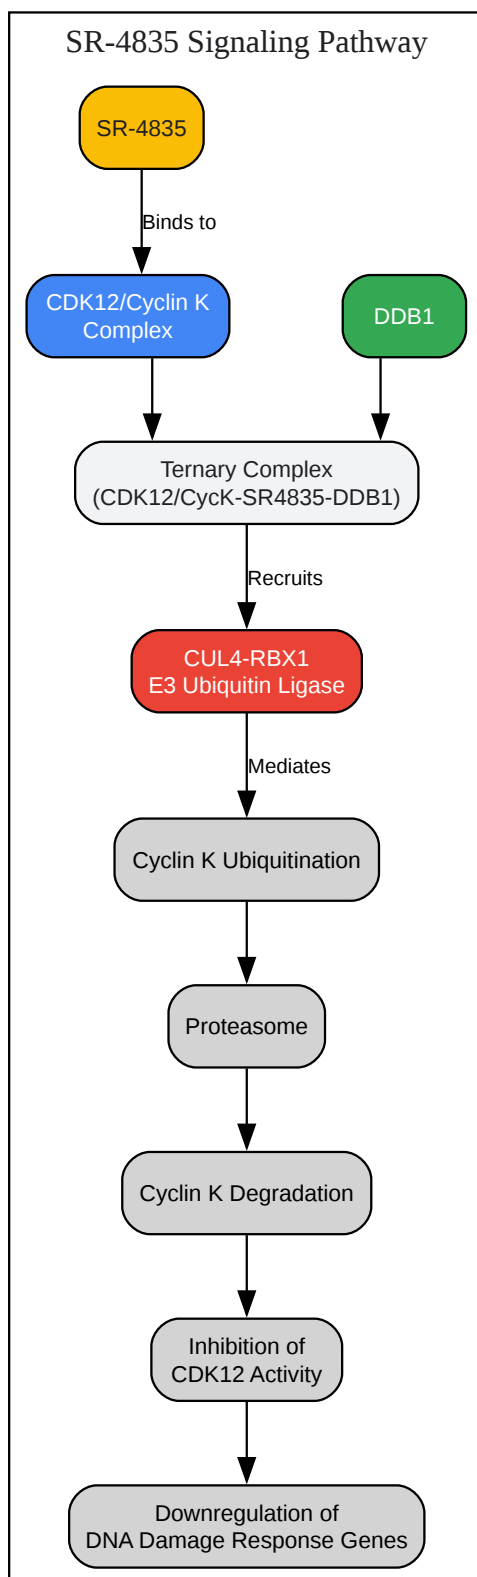 SR-4835 Signaling Pathway
SR-4835
Binds to
CDK12/Cyclin K
Complex
DDB1
Ternary Complex
(CDK12/CycK-SR4835-DDB1)
Recruits
CUL4-RBX1
E3 Ubiquitin Ligase
Mediates
Cyclin K Ubiquitination
Proteasome
Cyclin K Degradation
Inhibition of
CDK12 Activity
Downregulation of
DNA Damage Response Genes